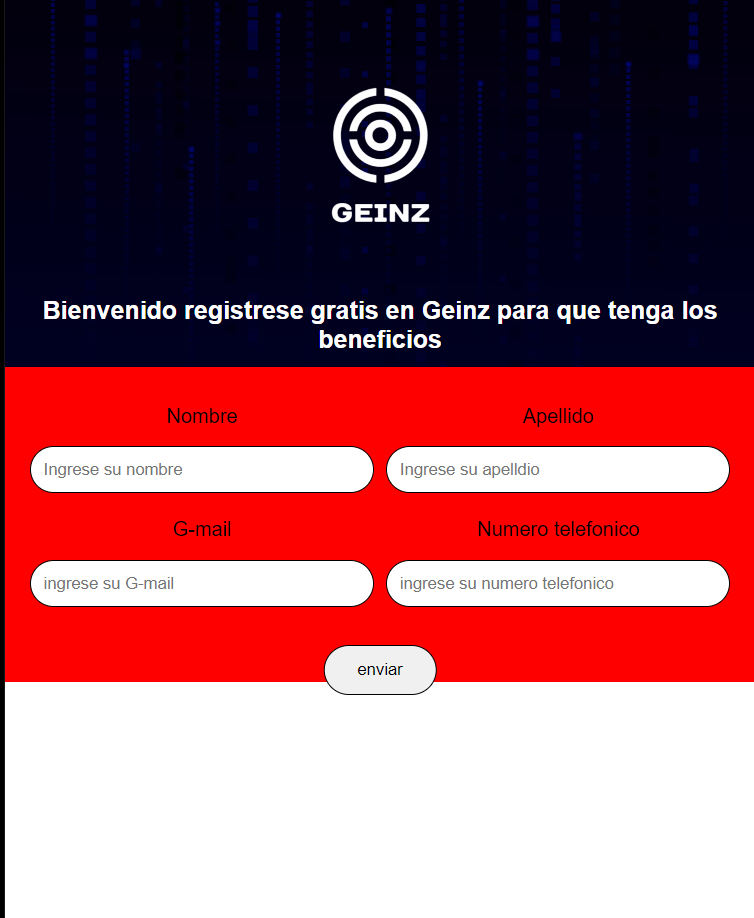 GEINZ
Bienvenido registrese gratis en Geinz para que tenga los
beneficios
Nombre
Apellido
Ingrese su nombre
Ingrese su apelldio
G-mail
Numero telefonico
ingrese su G-mail
ingrese su numero telefonico
enviar